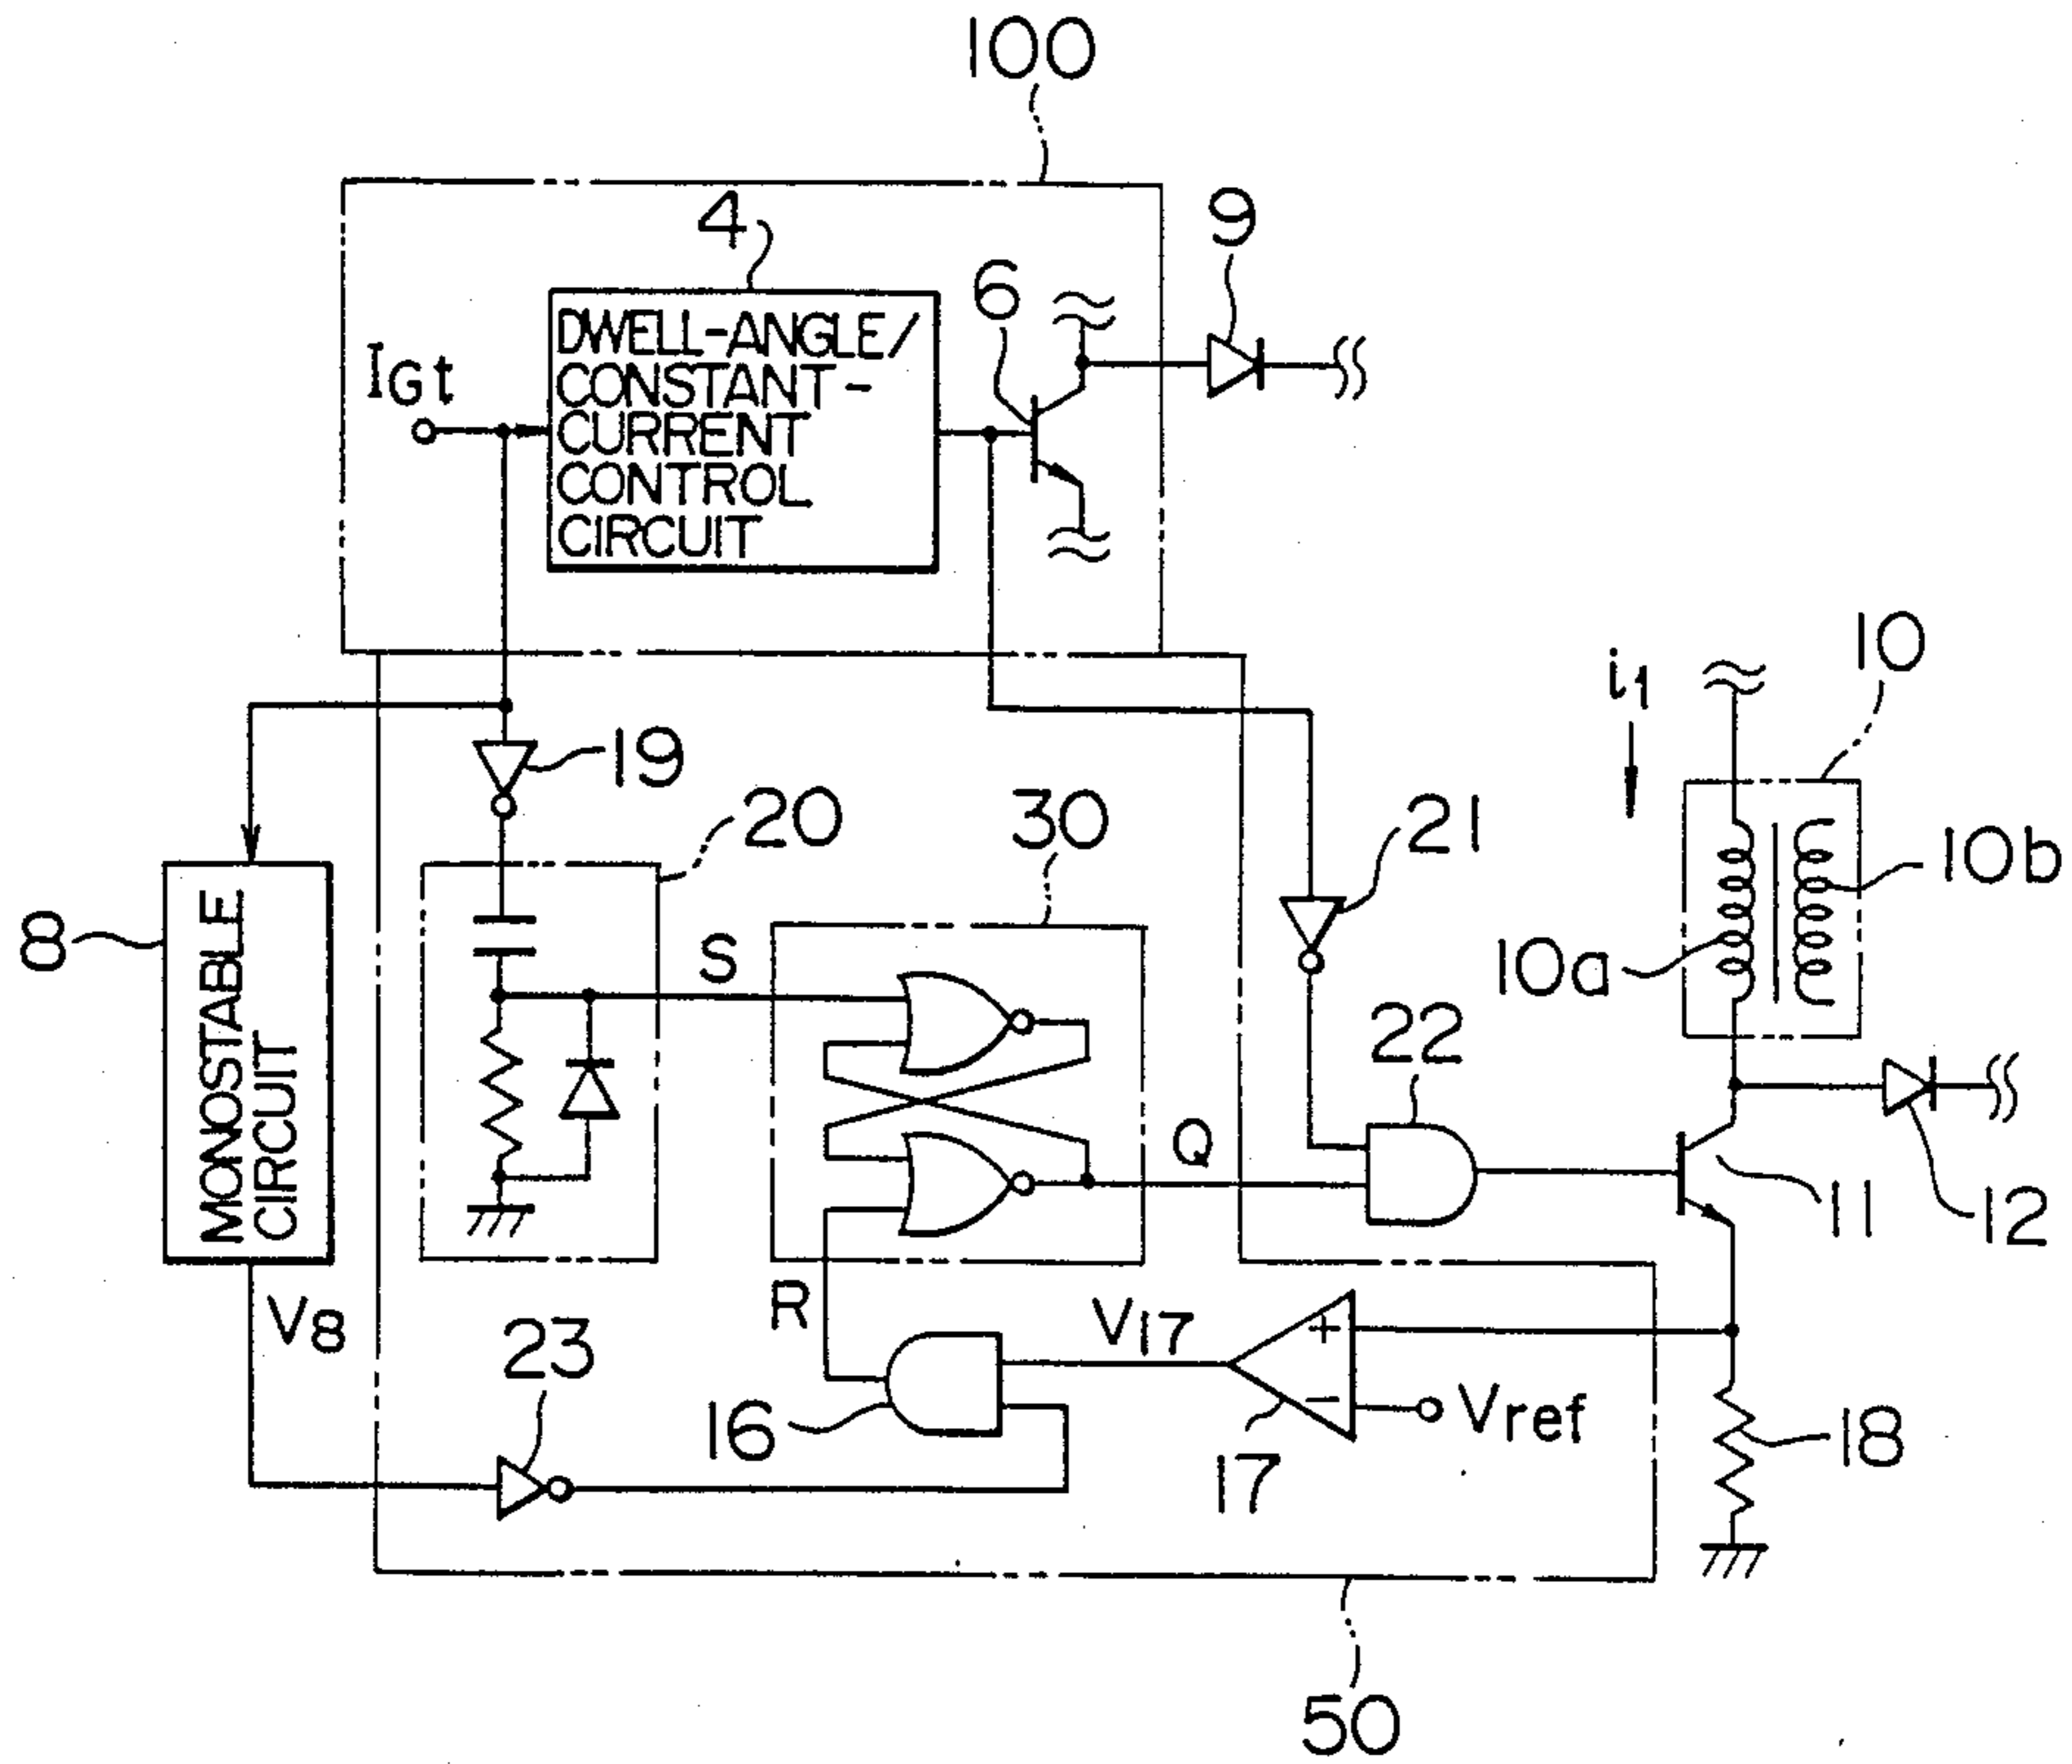 100
4
9
6
DWELL-ANGLE/
CONSTANT-
CURRENT
CONTROL
CIRCUIT
IGt
10
i1
19
20
30
21
10b
8
MONOSTABLE
CIRCUIT
S
10a
22
Q
11
12
R
V17
V8
23
+
-
Vref
16
17
18
50